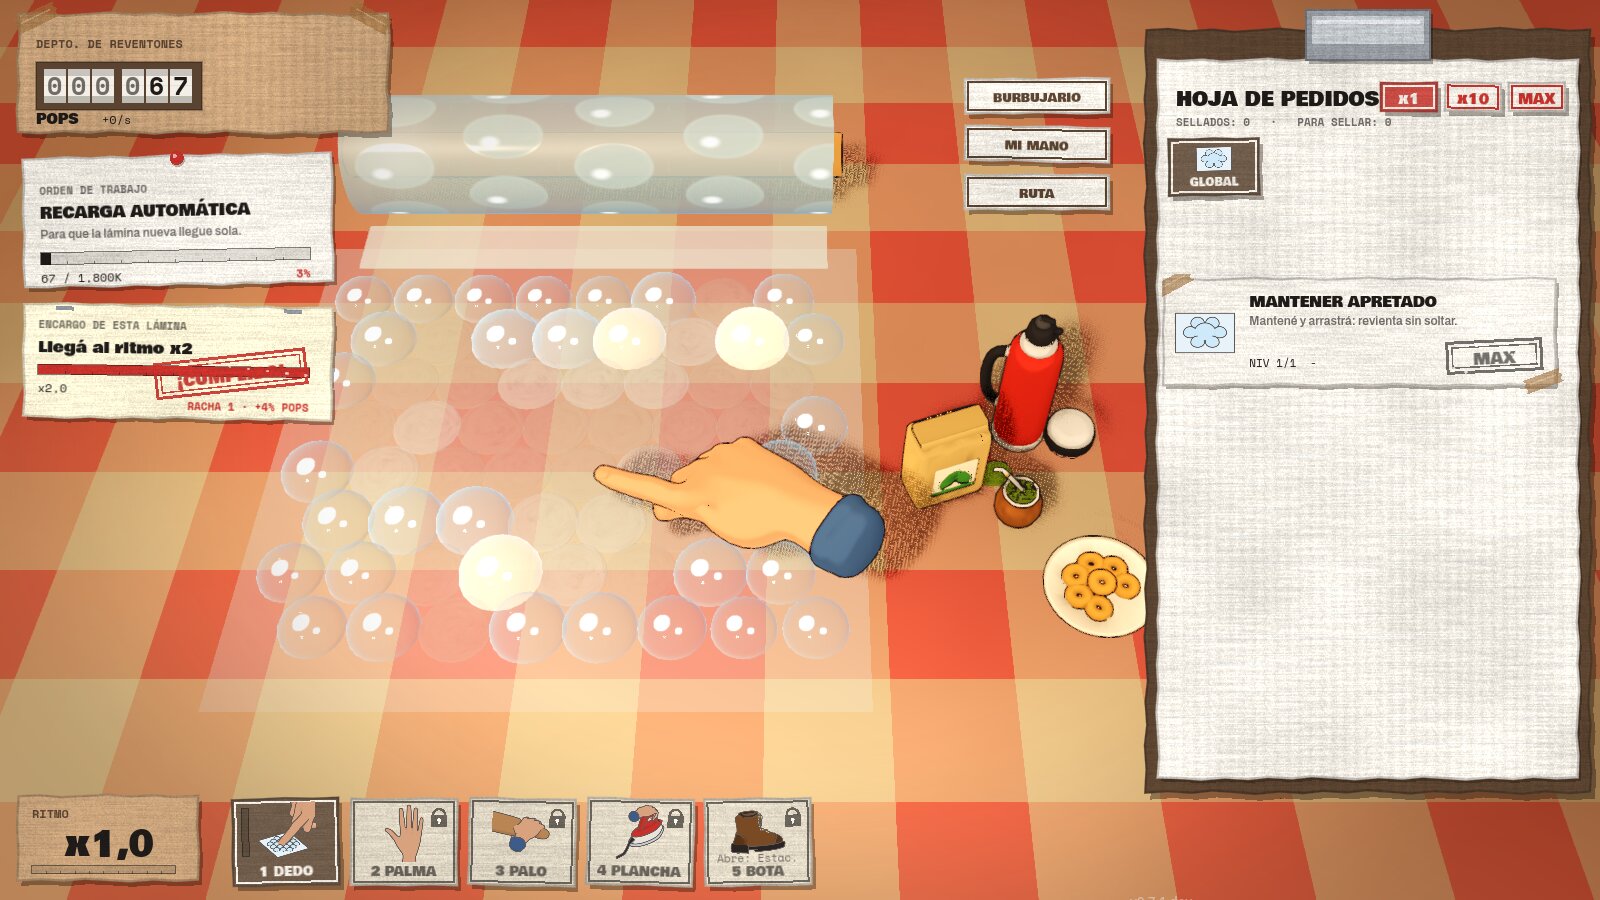 DEPTO. DE REVENTONES
000067
POPS +0/s
ORDEN DE TRABAJO
RECARGA AUTOMÁTICA
Para que la lámina nueva llegue sola.
67 / 1.800K 3%
ENCARGO DE ESTA LÁMINA
Llegá al ritmo x2
x2.0
RACHA 1 · +4% POPS
BURBUJARIO
MI MANO
RUTA
HOJA DE PEDIDOS
x1
x10
MAX
SELLADOS: 0 · PARA SELLAR: 0
GLOBAL
MANTENER APRETADO
Mantené y arrastrá: revienta sin soltar.
NIV 1/1 -
MAX
RITMO
x1,0
1 DEDO
2 PALMA
3 PALO
4 PLANCHA
Abre: Estac.
5 BOTA